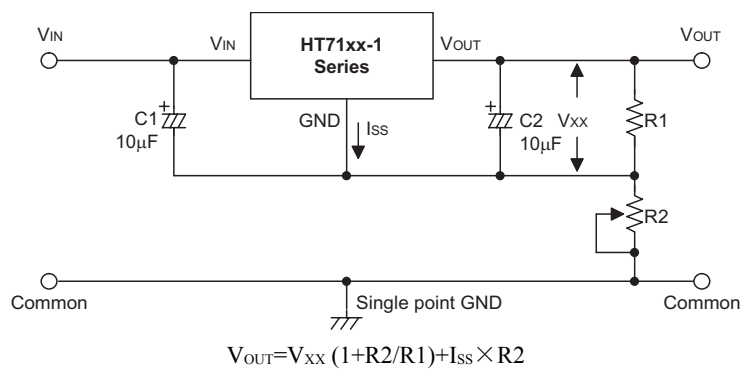 VIN
VIN
HT71xx-1
Series
VOUT
VOUT
C1
10μF
GND
ISS
C2
10μF
VXX
R1
R2
Common
Single point GND
Common
VOUT=VXX (1+R2/R1)+ISS×R2